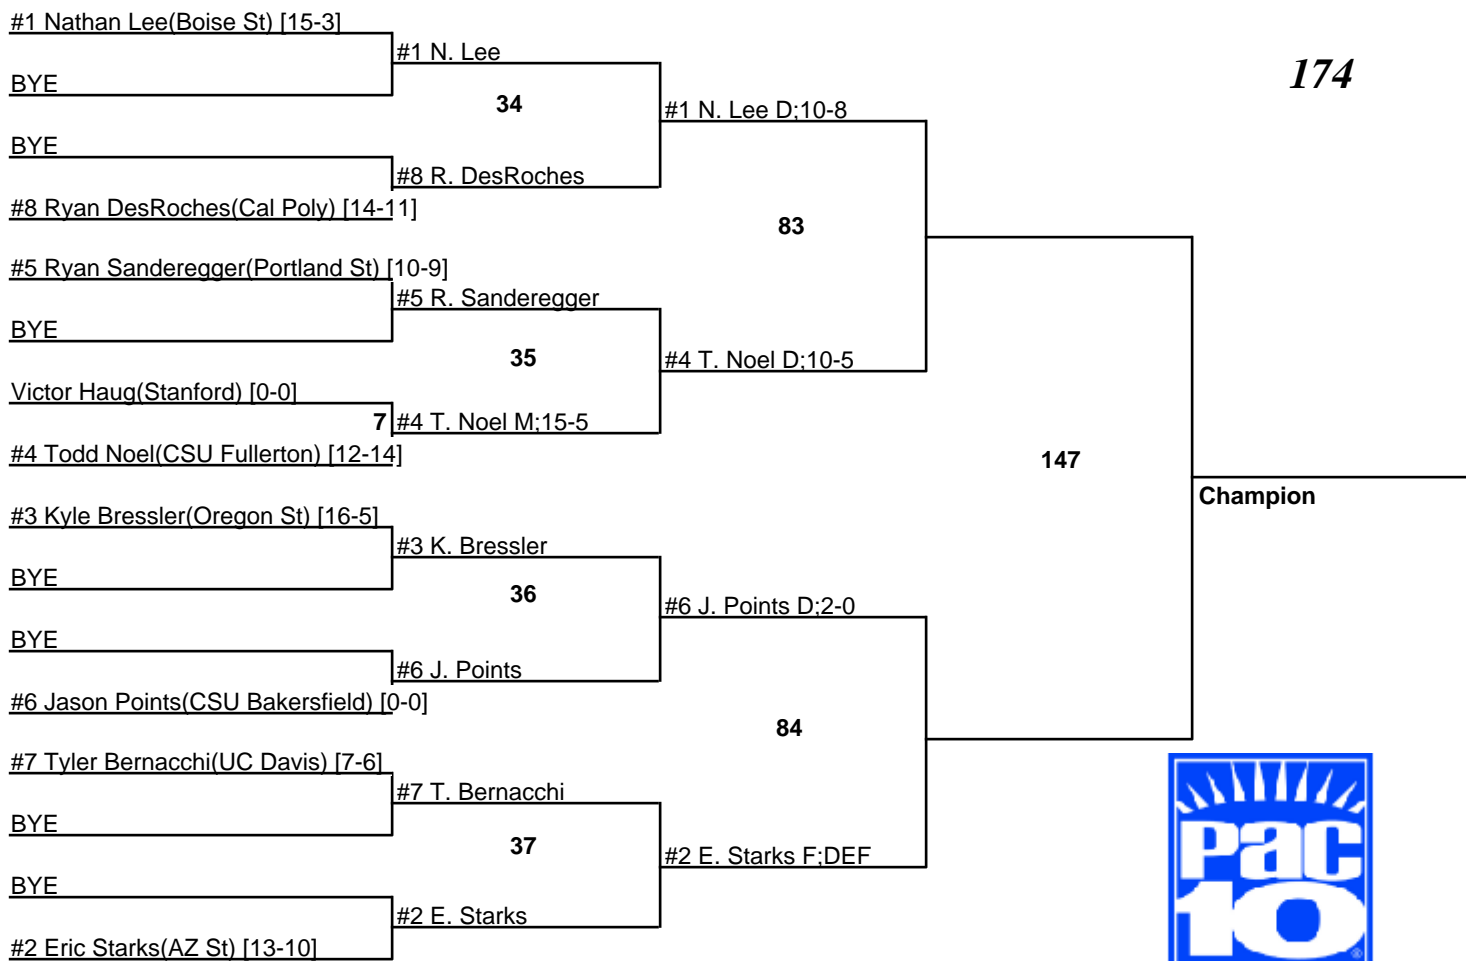 #1 Nathan Lee(Boise St) [15-3]
#1 N. Lee
174
BYE
34
#1 N. Lee D;10-8
BYE
#8 R. DesRoches
#8 Ryan DesRoches(Cal Poly) [14-11]
83
#5 Ryan Sanderegger(Portland St) [10-9]
#5 R. Sanderegger
BYE
35
#4 T. Noel D;10-5
Victor Haug(Stanford) [0-0]
7
#4 T. Noel M;15-5
#4 Todd Noel(CSU Fullerton) [12-14]
147
Champion
#3 Kyle Bressler(Oregon St) [16-5]
#3 K. Bressler
BYE
36
#6 J. Points D;2-0
BYE
#6 J. Points
#6 Jason Points(CSU Bakersfield) [0-0]
84
#7 Tyler Bernacchi(UC Davis) [7-6]
#7 T. Bernacchi
BYE
37
#2 E. Starks F;DEF
BYE
#2 E. Starks
#2 Eric Starks(AZ St) [13-10]
Pac
10
®